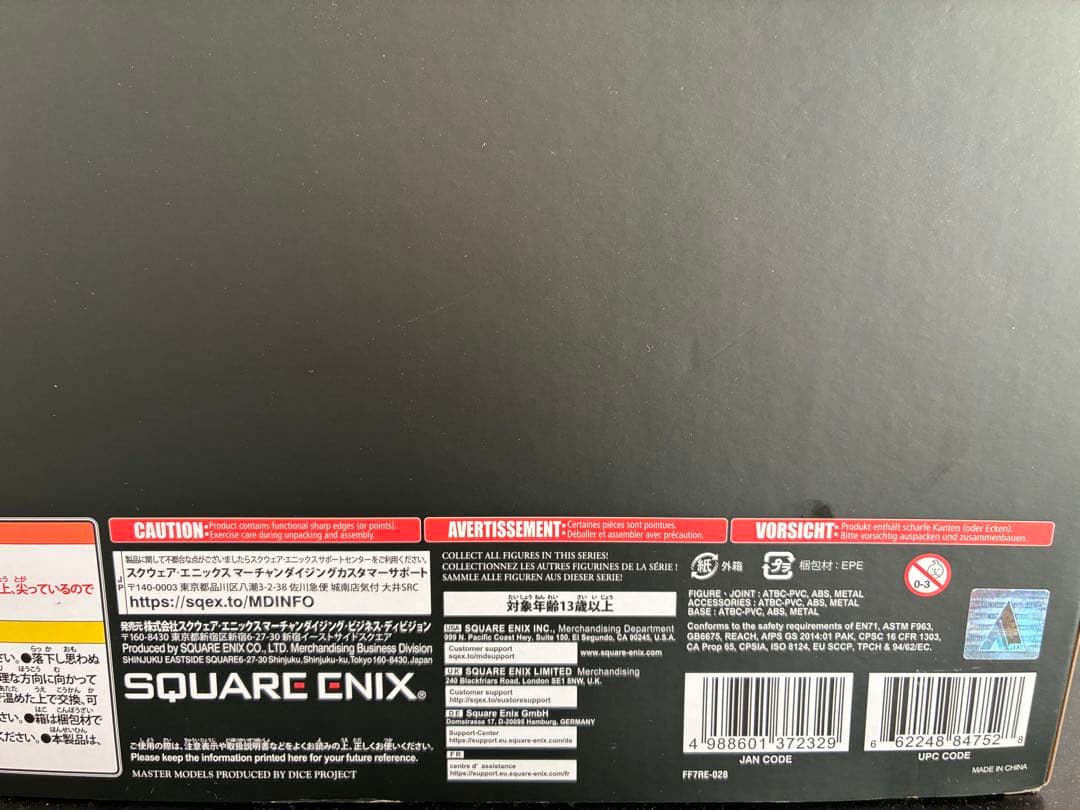 CAUTION: Product contains functional sharp edges (or points).
Exercise care during unpacking and assembly.
AVERTISSEMENT: Certaines pièces sont pointues.
Déballer et assembler avec précaution.
VORSICHT: Produkt enthält scharfe Kanten (oder Ecken).
Bitte vorsichtig auspacken und zusammenbauen.
上、尖っているので
さい。●落下し思わぬ
理な方向に向かって
で温めた上で交換、可
さい。●箱は梱包材で
ください。●本製品は、
JP
製品に関して不都合な点がございましたらスクウェア・エニックス サポートセンターをご利用ください。
スクウェア・エニックス マーチャンダイジングカスタマーサポート
〒140-0003 東京都品川区八潮3-2-38 佐川急便 城南店気付 大井SRC
https://sqex.to/MDINFO
発売元 株式会社スクウェア・エニックス マーチャンダイジング・ビジネス・ディビジョン
〒160-8430 東京都新宿区新宿6-27-30 新宿イーストサイドスクエア
Produced by SQUARE ENIX CO., LTD. Merchandising Business Division
SHINJUKU EASTSIDE SQUARE6-27-30 Shinjuku, Shinjuku-ku, Tokyo 160-8430, Japan
SQUARE ENIX®
ご使用の際は、注意表示や取扱説明書などをよくお読みの上、正しくお使いください。
Please keep the information printed here for your future reference.
MASTER MODELS PRODUCED BY DICE PROJECT
COLLECT ALL FIGURES IN THIS SERIES!
COLLECTIONNEZ LES AUTRES FIGURINES DE LA SÉRIE !
SAMMLE ALLE FIGUREN AUS DIESER SERIE!
たいしょうねんれい さい いじょう
対象年齢13歳以上
USA SQUARE ENIX INC., Merchandising Department
999 N. Pacific Coast Hwy, Suite 150, El Segundo, CA 90245, U.S.A.
Customer support
sqex.to/mdsupport
www.square-enix.com
UK SQUARE ENIX LIMITED Merchandising
240 Blackfriars Road, London SE1 8NW, U.K.
Customer support
http://sqex.to/eustoresupport
DE Square Enix GmbH
Domstrasse 17, D-20095 Hamburg, GERMANY
Support-Center
https://support.eu.square-enix.com/de
FR
centre d' assistance
https://support.eu.square-enix.com/fr
紙 外箱
プラ 梱包材：EPE
0-3
FIGURE・JOINT : ATBC-PVC, ABS, METAL
ACCESSORIES : ATBC-PVC, ABS, METAL
BASE : ATBC-PVC, ABS, METAL
Conforms to the safety requirements of EN71, ASTM F963,
GB6675, REACH, AfPS GS 2014:01 PAK, CPSC 16 CFR 1303,
CA Prop 65, CPSIA, ISO 8124, EU SCCP, TPCH & 94/62/EC.
4 988601 372329
JAN CODE
6 62248 84752 8
UPC CODE
FF7RE-028
MADE IN CHINA